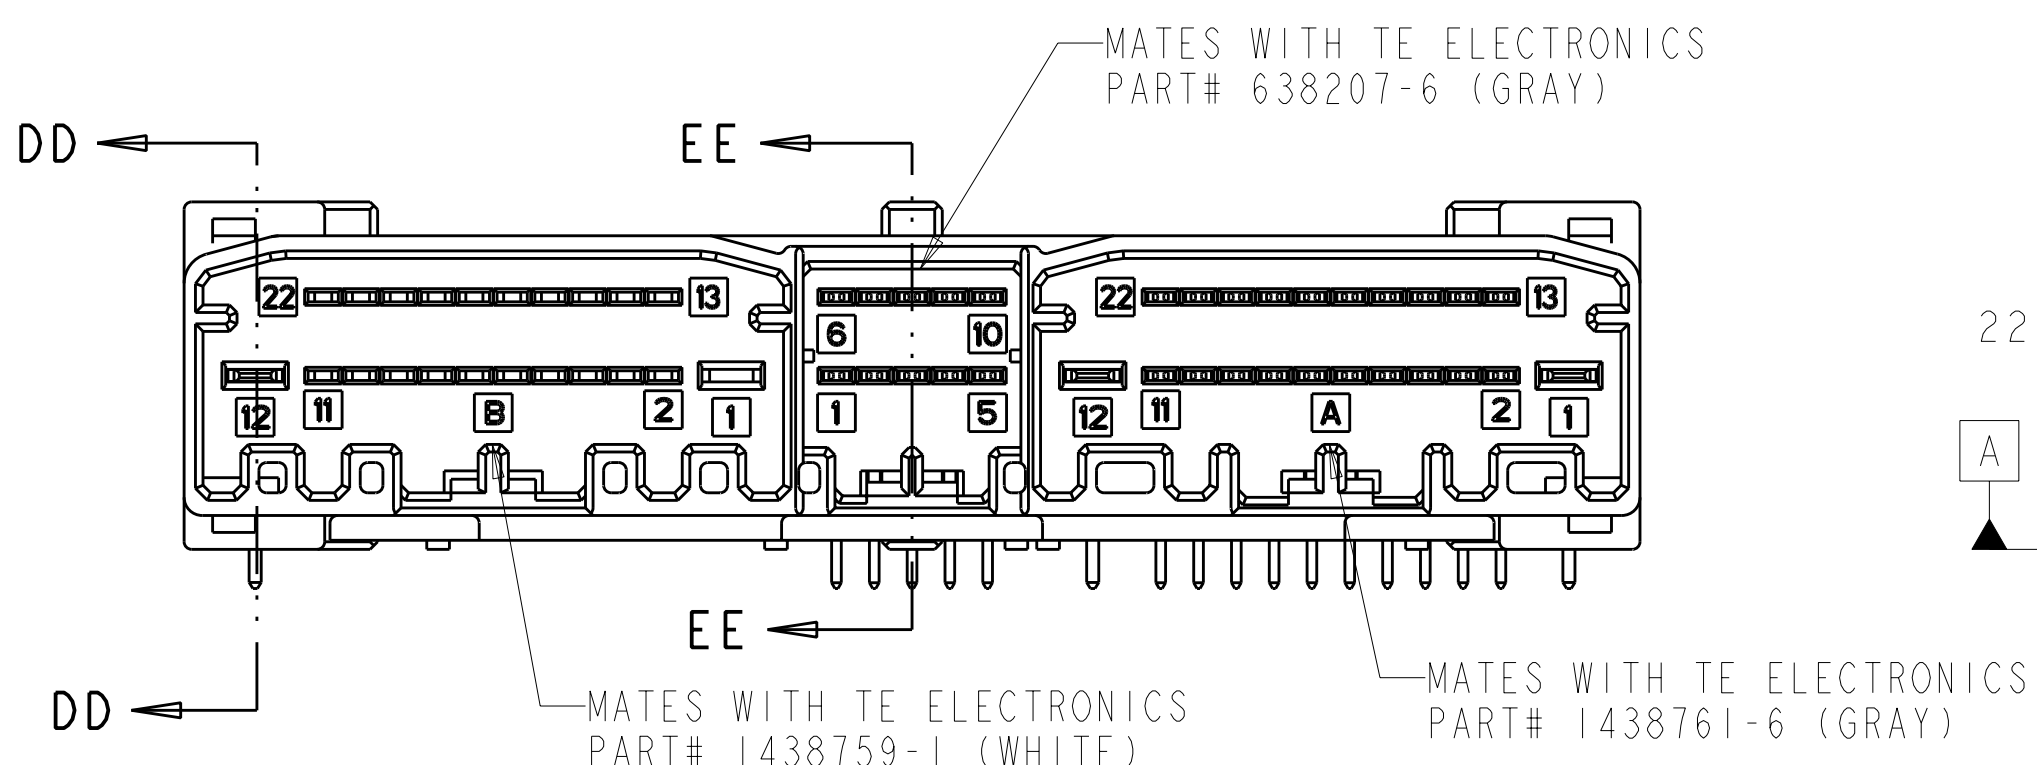 MATES WITH TE ELECTRONICS
PART# 638207-6 (GRAY)
DD
EE
22
13
6
10
22
13
22
12
11
B
2
1
1
5
12
11
A
2
1
A
EE
DD
MATES WITH TE ELECTRONICS
PART# 1438759-1 (WHITE)
MATES WITH TE ELECTRONICS
PART# 1438761-6 (GRAY)